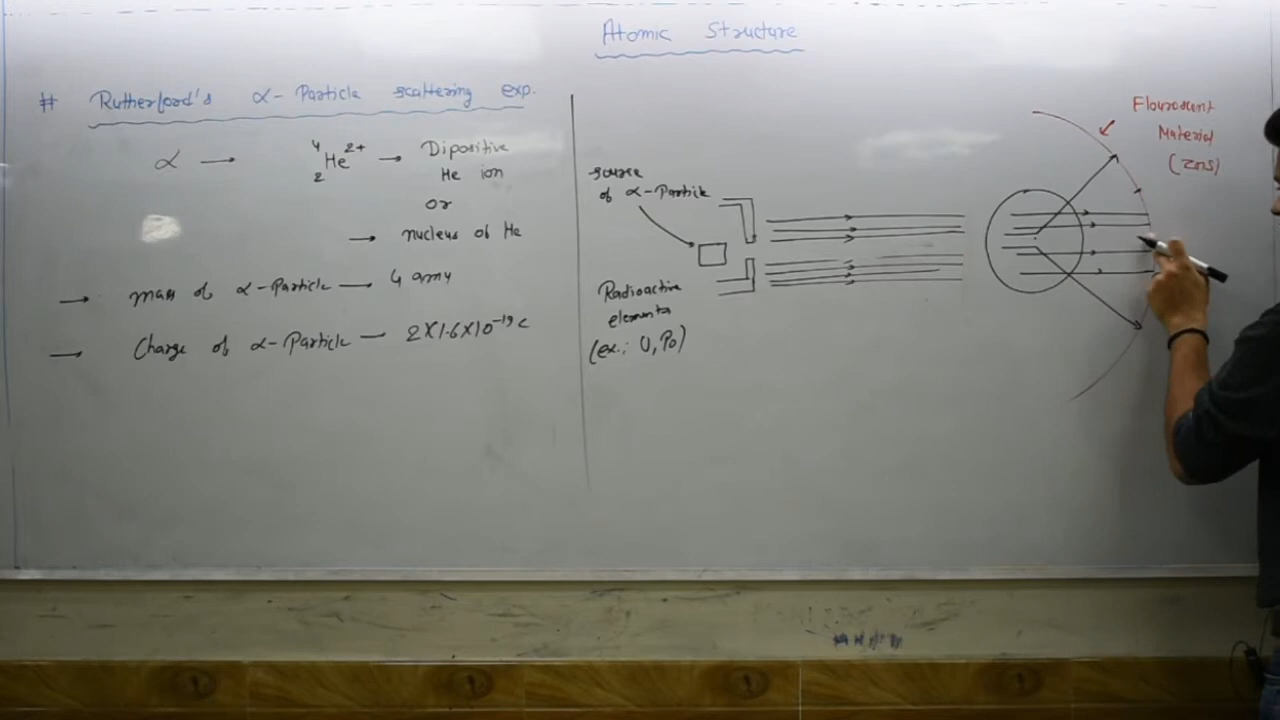 Atomic Structure
# Rutherford's α-Particle scattering exp.
α → ⁴₂He²⁺ → Dipositive
He ion
or
→ nucleus of He
→ mass of α-Particle — 4 amu
→ Charge of α-Particle — 2×1.6×10⁻¹⁹ c
source
of α-Particle
Radioactive
elements
(ex.: U, Po)
Flouroscent
Material
(ZnS)